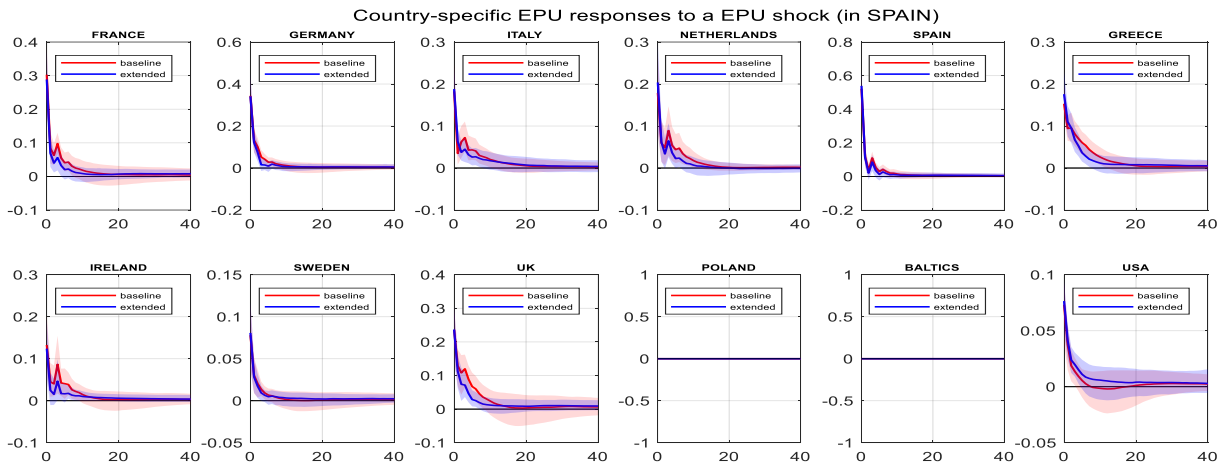 Country-specific EPU responses to a EPU shock (in SPAIN)
FRANCE
0.4
0.3
0.2
0.1
0
-0.1
0 20 40
baseline
extended
GERMANY
0.6
0.4
0.2
0
-0.2
0 20 40
baseline
extended
ITALY
0.3
0.2
0.1
0
-0.1
0 20 40
baseline
extended
NETHERLANDS
0.3
0.2
0.1
0
-0.1
0 20 40
baseline
extended
SPAIN
0.8
0.6
0.4
0.2
0
-0.2
0 20 40
baseline
extended
GREECE
0.3
0.2
0.1
0
-0.1
0 20 40
baseline
extended
IRELAND
0.3
0.2
0.1
0
-0.1
0 20 40
baseline
extended
SWEDEN
0.15
0.1
0.05
0
-0.05
0 20 40
baseline
extended
UK
0.4
0.3
0.2
0.1
0
-0.1
0 20 40
baseline
extended
POLAND
1
0.5
0
-0.5
-1
0 20 40
baseline
extended
BALTICS
1
0.5
0
-0.5
-1
0 20 40
baseline
extended
USA
0.1
0.05
0
-0.05
0 20 40
baseline
extended